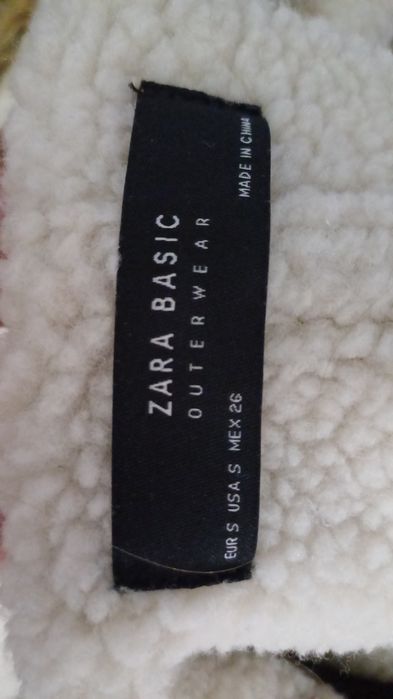 ZARA BASIC
OUTERWEAR
EUR S USA S MEX 26
MADE IN CHINA